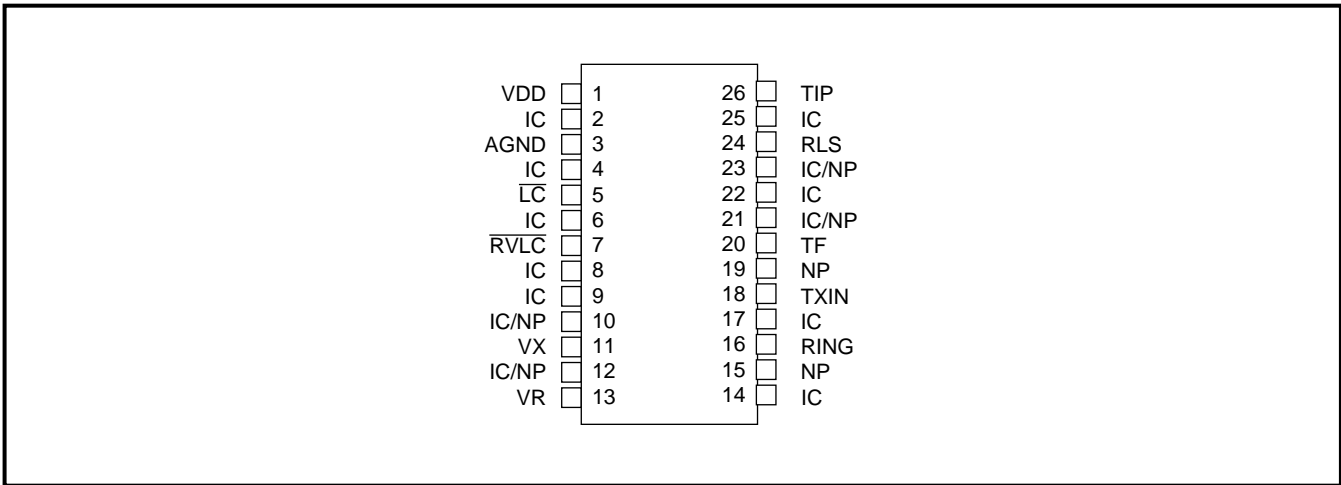 VDD 1 26 TIP
IC 2 25 IC
AGND 3 24 RLS
IC 4 23 IC/NP
L̅C̅ 5 22 IC
IC 6 21 IC/NP
R̅V̅L̅C̅ 7 20 TF
IC 8 19 NP
IC 9 18 TXIN
IC/NP 10 17 IC
VX 11 16 RING
IC/NP 12 15 NP
VR 13 14 IC